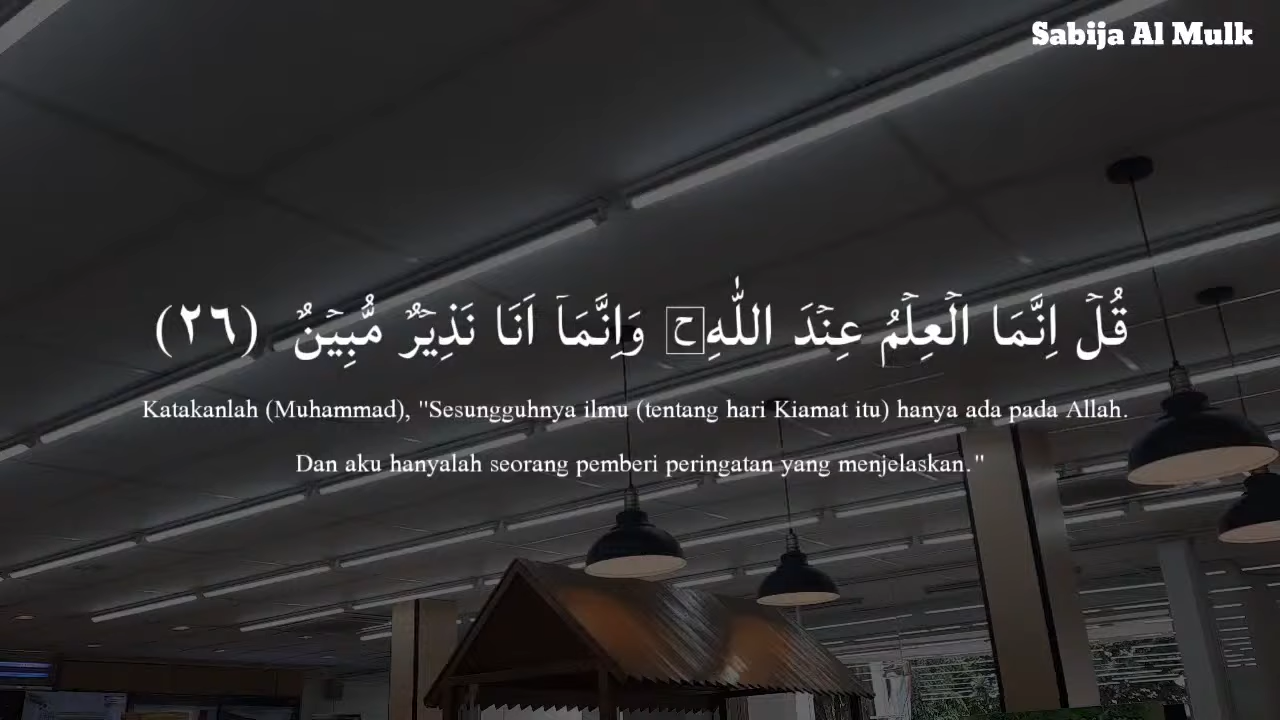 Sabija Al Mulk
قُلۡ اِنَّمَا الۡعِلۡمُ عِنۡدَ اللّٰهِ ۖ وَاِنَّمَاۤ اَنَا نَذِيۡرٌ مُّبِيۡنٌ (٢٦)
Katakanlah (Muhammad), "Sesungguhnya ilmu (tentang hari Kiamat itu) hanya ada pada Allah.
Dan aku hanyalah seorang pemberi peringatan yang menjelaskan."